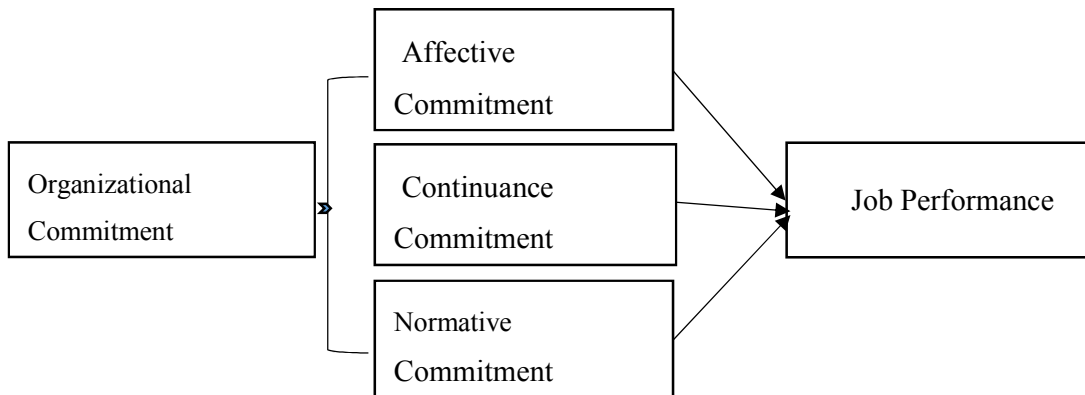 Organizational
Commitment
Affective
Commitment
Continuance
Commitment
Normative
Commitment
Job Performance